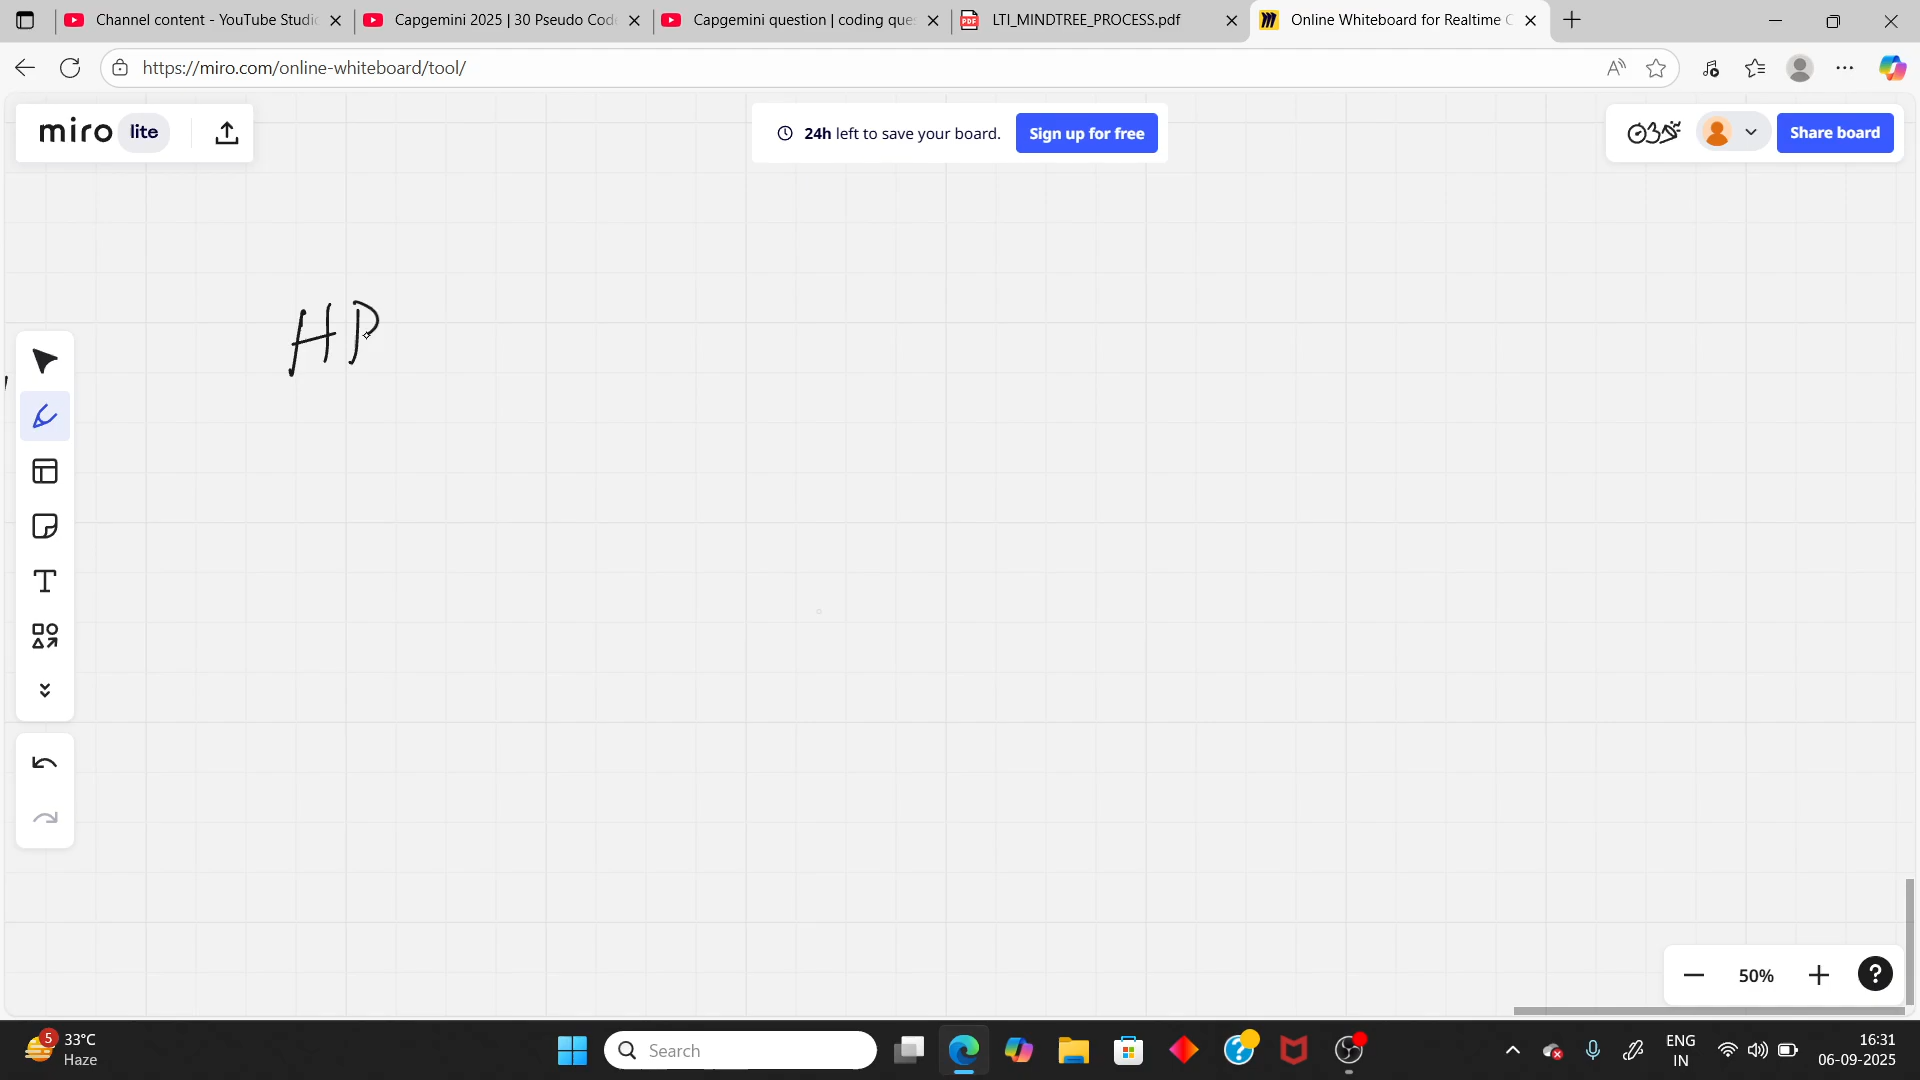 Channel content - YouTube Studi
Capgemini 2025 | 30 Pseudo Cod
Capgemini question | coding que
LTI_MINDTREE_PROCESS.pdf
Online Whiteboard for Realtime C
https://miro.com/online-whiteboard/tool/
miro lite
24h left to save your board.
Sign up for free
Share board
HP
50%
5
33°C
Haze
Search
ENG
IN
16:31
06-09-2025